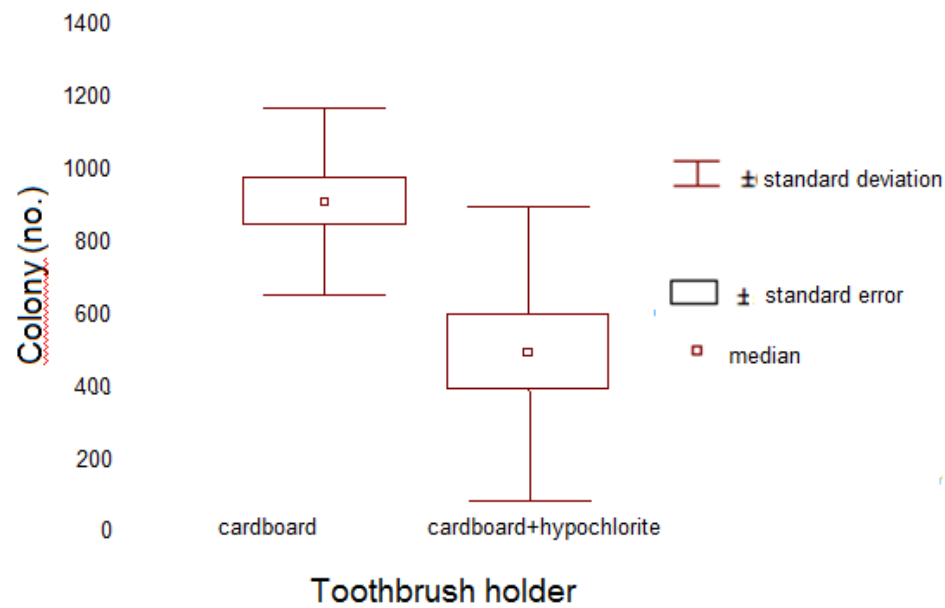 1400
1200
1000
800
600
400
200
0
Colony (no.)
cardboard
cardboard+hypochlorite
Toothbrush holder
± standard deviation
± standard error
median